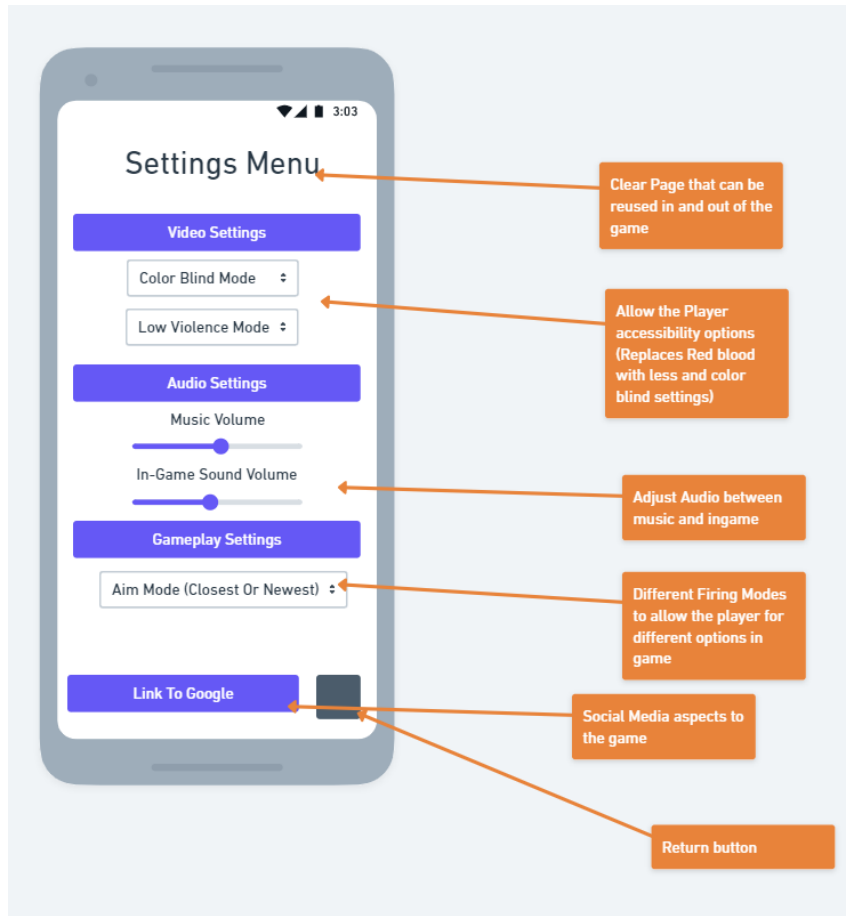 3:03
Settings Menu
Clear Page that can be
reused in and out of the
game
Video Settings
Color Blind Mode
Low Violence Mode
Allow the Player
accessibility options
(Replaces Red blood
with less and color
blind settings)
Audio Settings
Music Volume
In-Game Sound Volume
Adjust Audio between
music and ingame
Gameplay Settings
Aim Mode (Closest Or Newest)
Different Firing Modes
to allow the player for
different options in
game
Link To Google
Social Media aspects to
the game
Return button